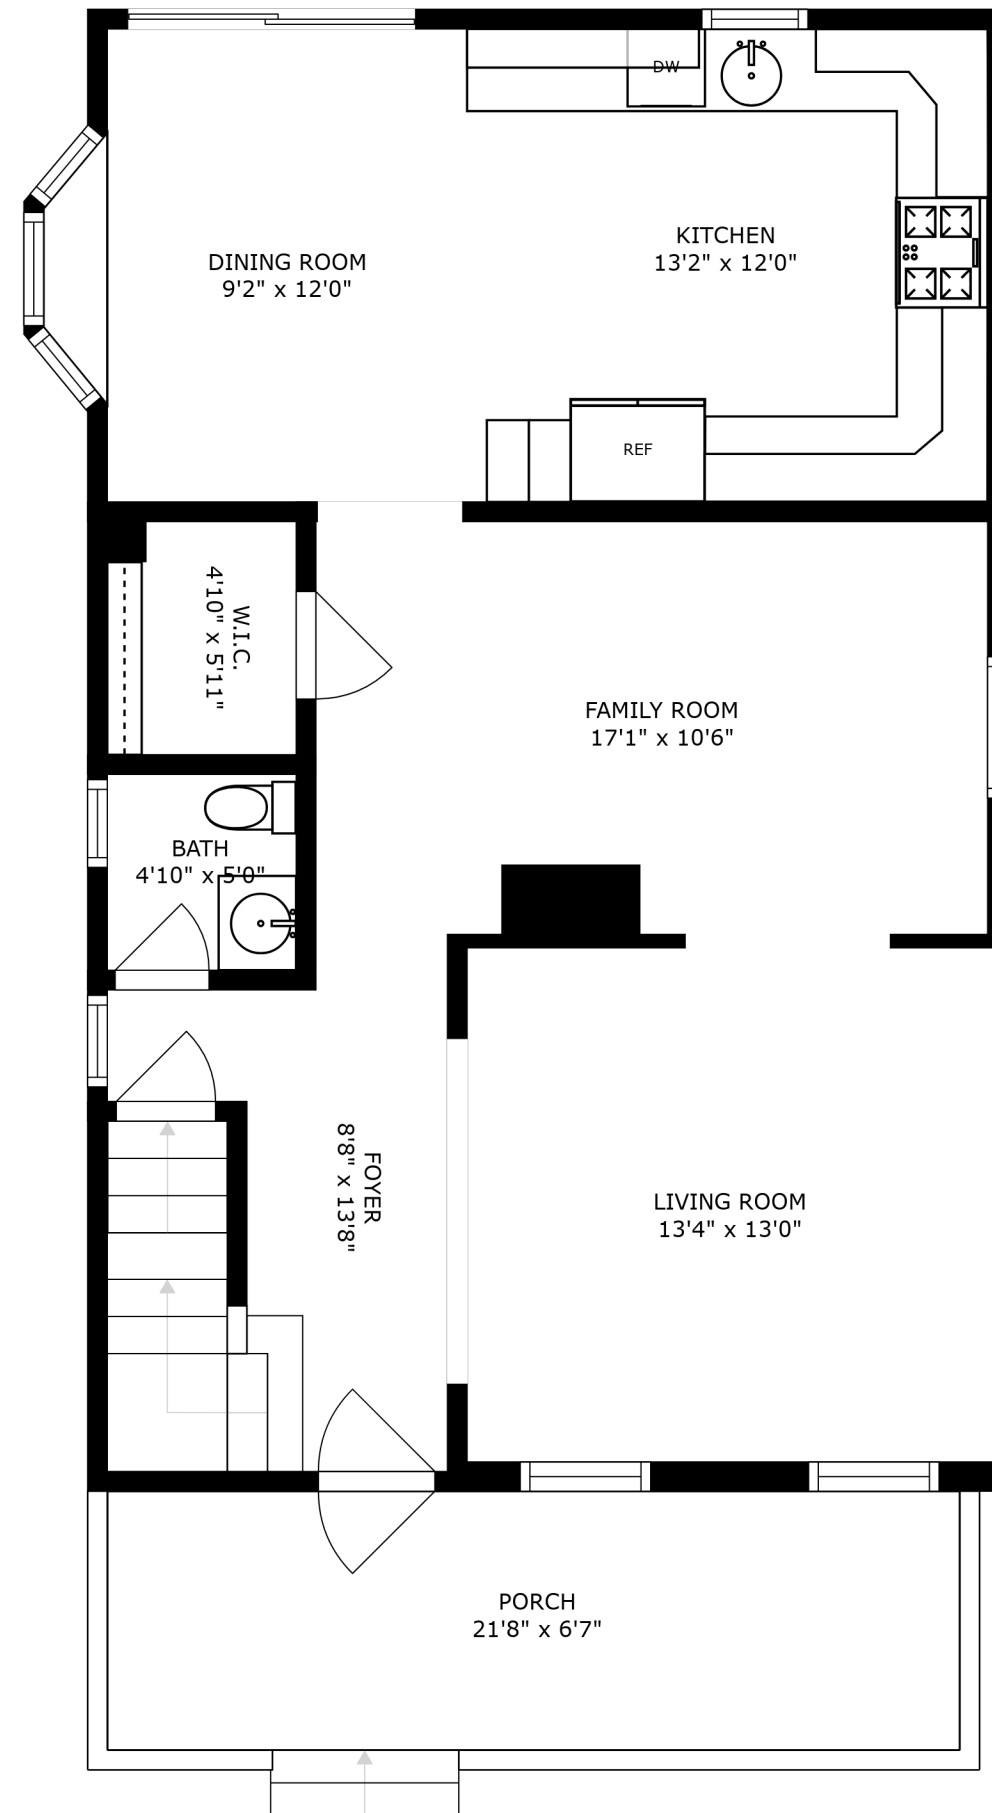 DW
KITCHEN
13'2" x 12'0"
DINING ROOM
9'2" x 12'0"
REF
W.I.C.
4'10" x 5'11"
FAMILY ROOM
17'1" x 10'6"
BATH
4'10" x 5'0"
FOYER
8'8" x 13'8"
LIVING ROOM
13'4" x 13'0"
PORCH
21'8" x 6'7"